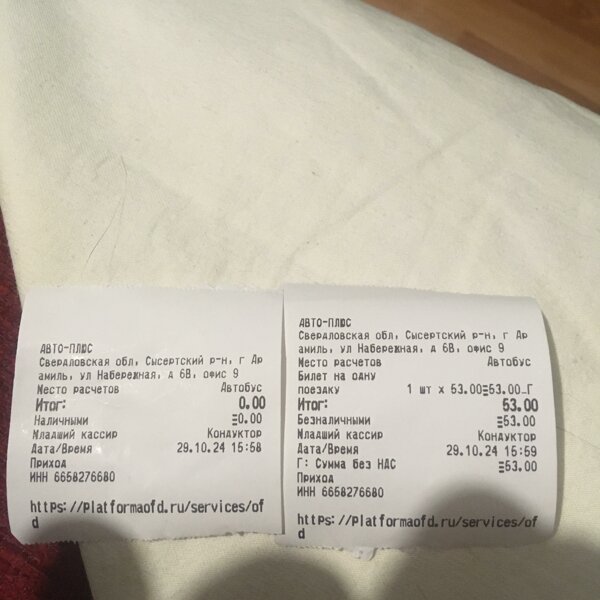 АВТО-ПЛЮС
Свердловская обл, Сысертский р-н, г Ар
амиль, ул Набережная, д 6В, офис 9
Место расчетов Автобус
Итог: 0.00
Наличными ≡0.00
Младший кассир Кондуктор
Дата/Время 29.10.24 15:58
Приход
ИНН 6658276680
https://platformaofd.ru/services/of
d
АВТО-ПЛЮС
Свердловская обл, Сысертский р-н, г Ар
амиль, ул Набережная, д 6В, офис 9
Место расчетов Автобус
Билет на одну
поездку 1 шт x 53.00≡53.00_Г
Итог: 53.00
Безналичными ≡53.00
Младший кассир Кондуктор
Дата/Время 29.10.24 15:59
Г: Сумма без НДС ≡53.00
Приход
ИНН 6658276680
https://platformaofd.ru/services/of
d